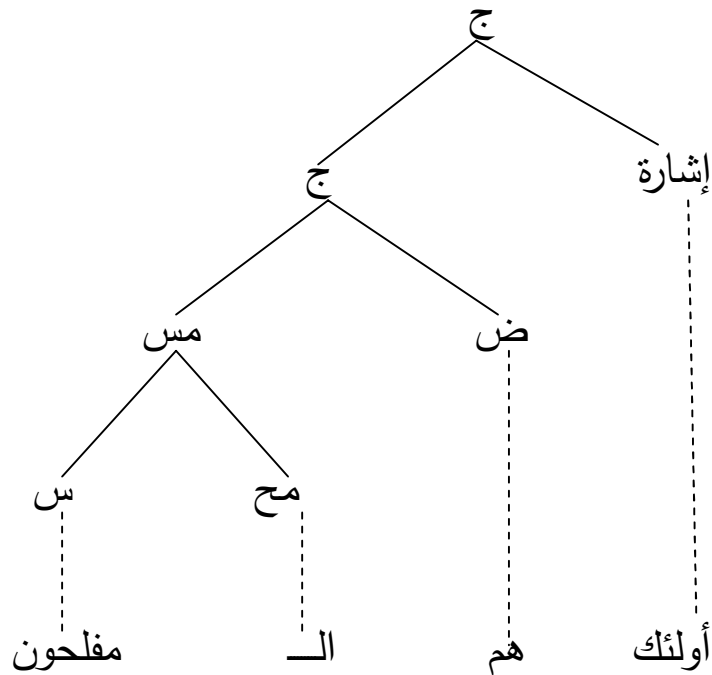 ج
إشارة ج
ض مس
مح س
أولئك هم الـــ مفلحون